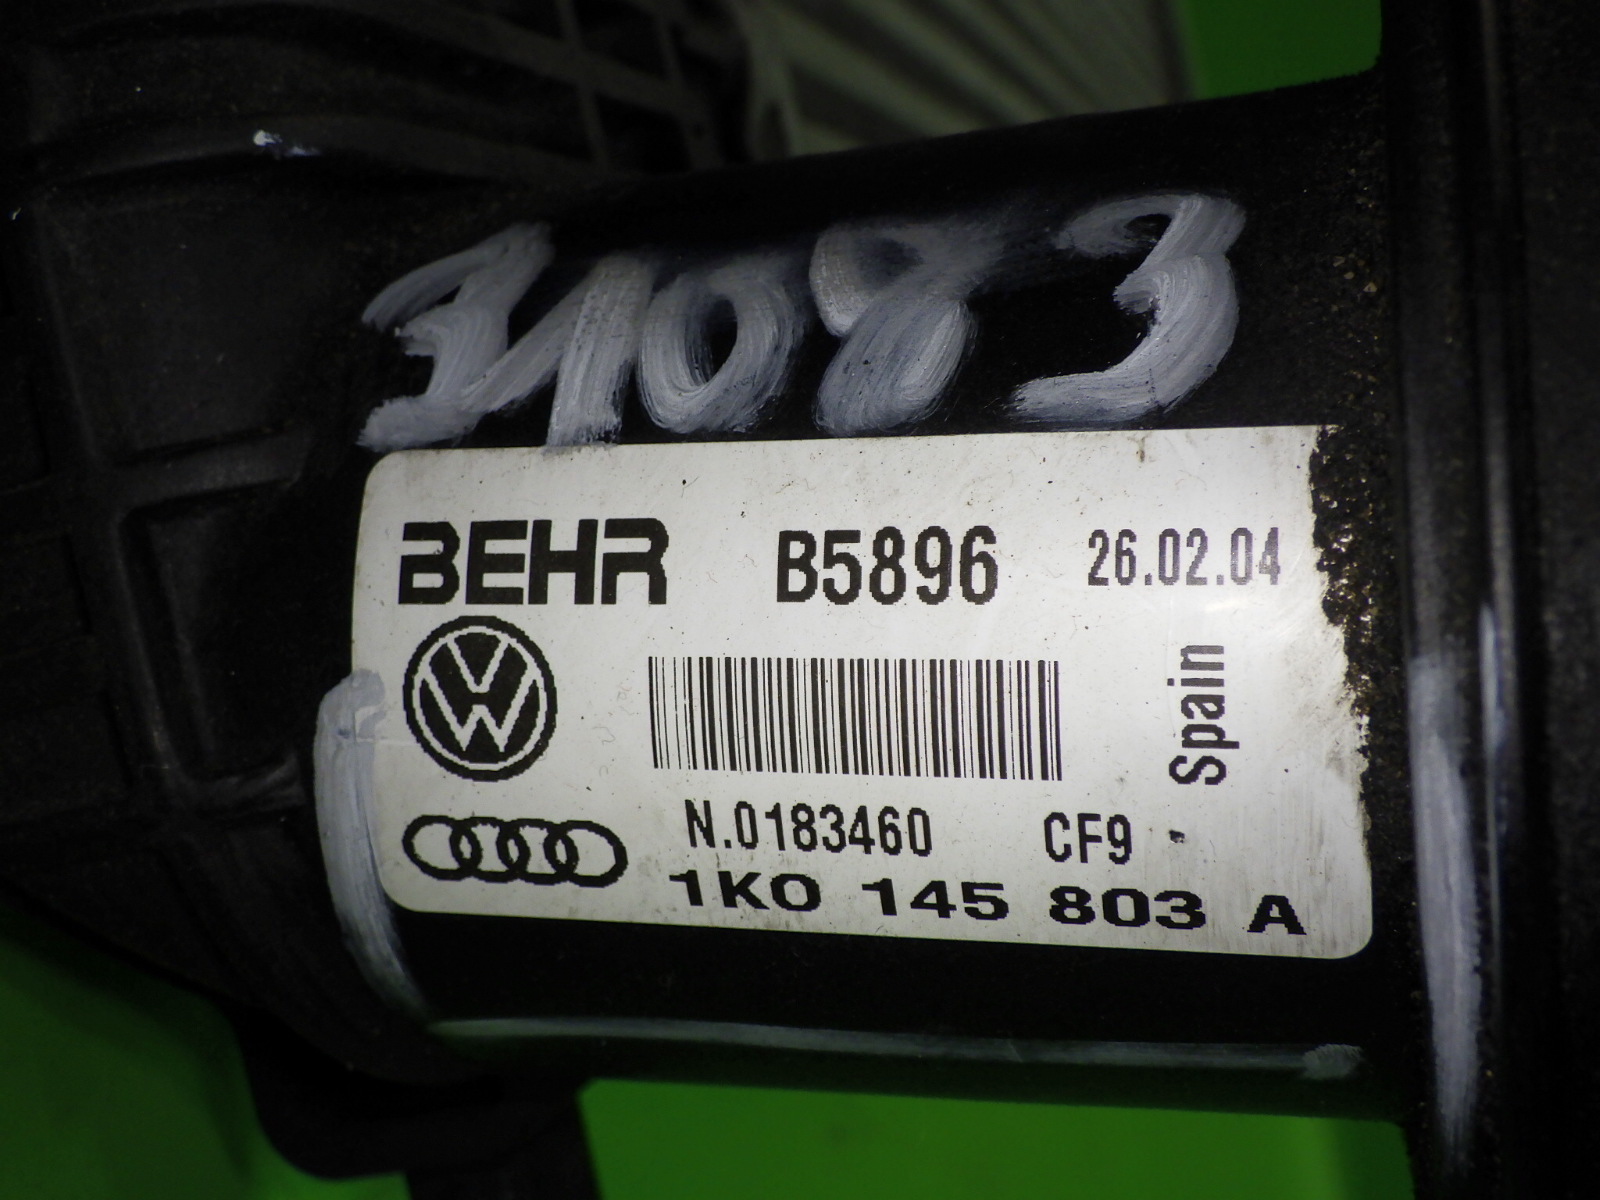 31083
BEHR B5896 26.02.04
Spain
N.0183460 CF9 -
1K0 145 803 A